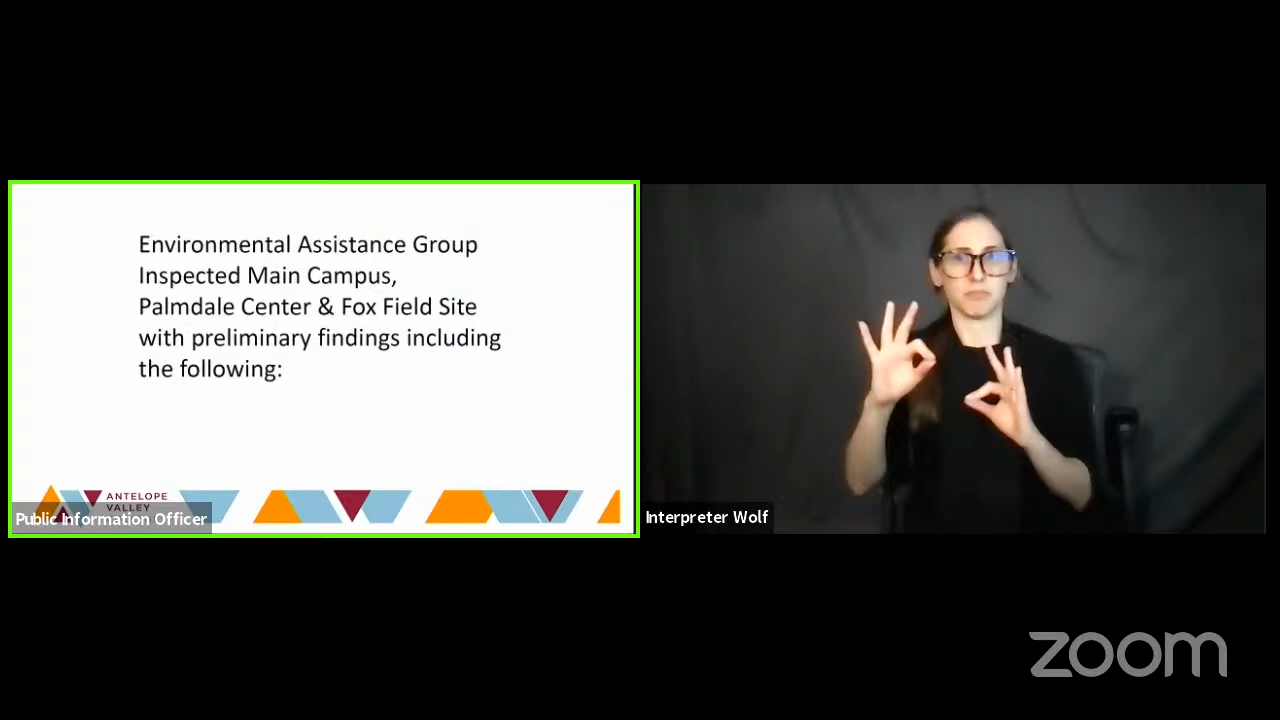 Environmental Assistance Group
Inspected Main Campus,
Palmdale Center & Fox Field Site
with preliminary findings including
the following:
ANTELOPE
VALLEY
Public Information Officer
Interpreter Wolf
zoom